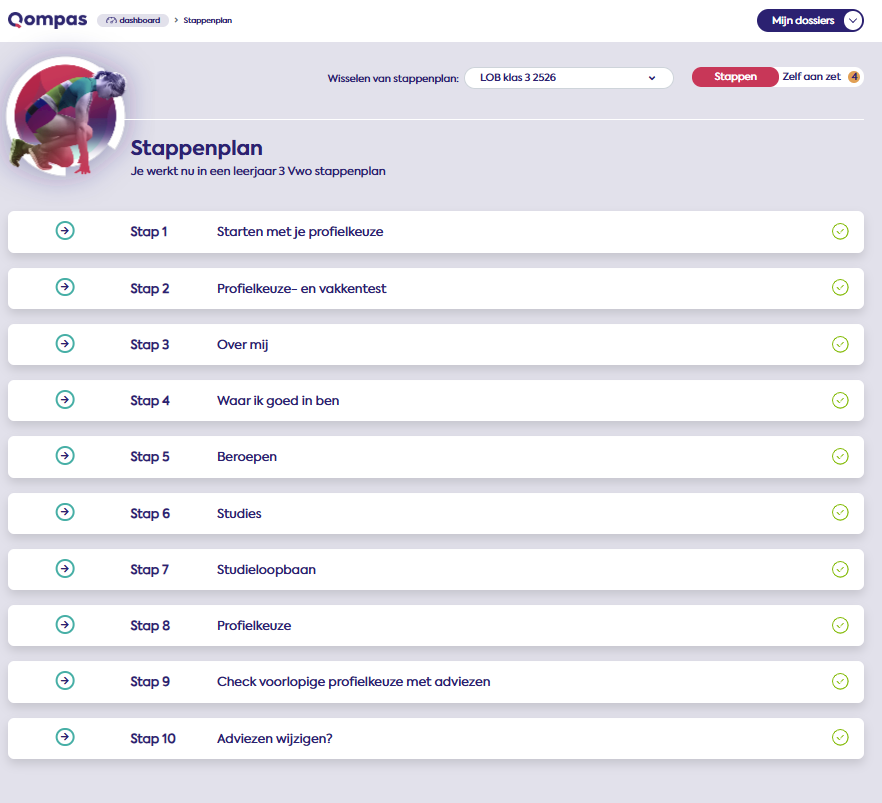 Qompas dashboard > Stappenplan Mijn dossiers
Wisselen van stappenplan: LOB klas 3 2526 Stappen Zelf aan zet 4
Stappenplan
Je werkt nu in een leerjaar 3 Vwo stappenplan
Stap 1 Starten met je profielkeuze
Stap 2 Profielkeuze- en vakkentest
Stap 3 Over mij
Stap 4 Waar ik goed in ben
Stap 5 Beroepen
Stap 6 Studies
Stap 7 Studieloopbaan
Stap 8 Profielkeuze
Stap 9 Check voorlopige profielkeuze met adviezen
Stap 10 Adviezen wijzigen?